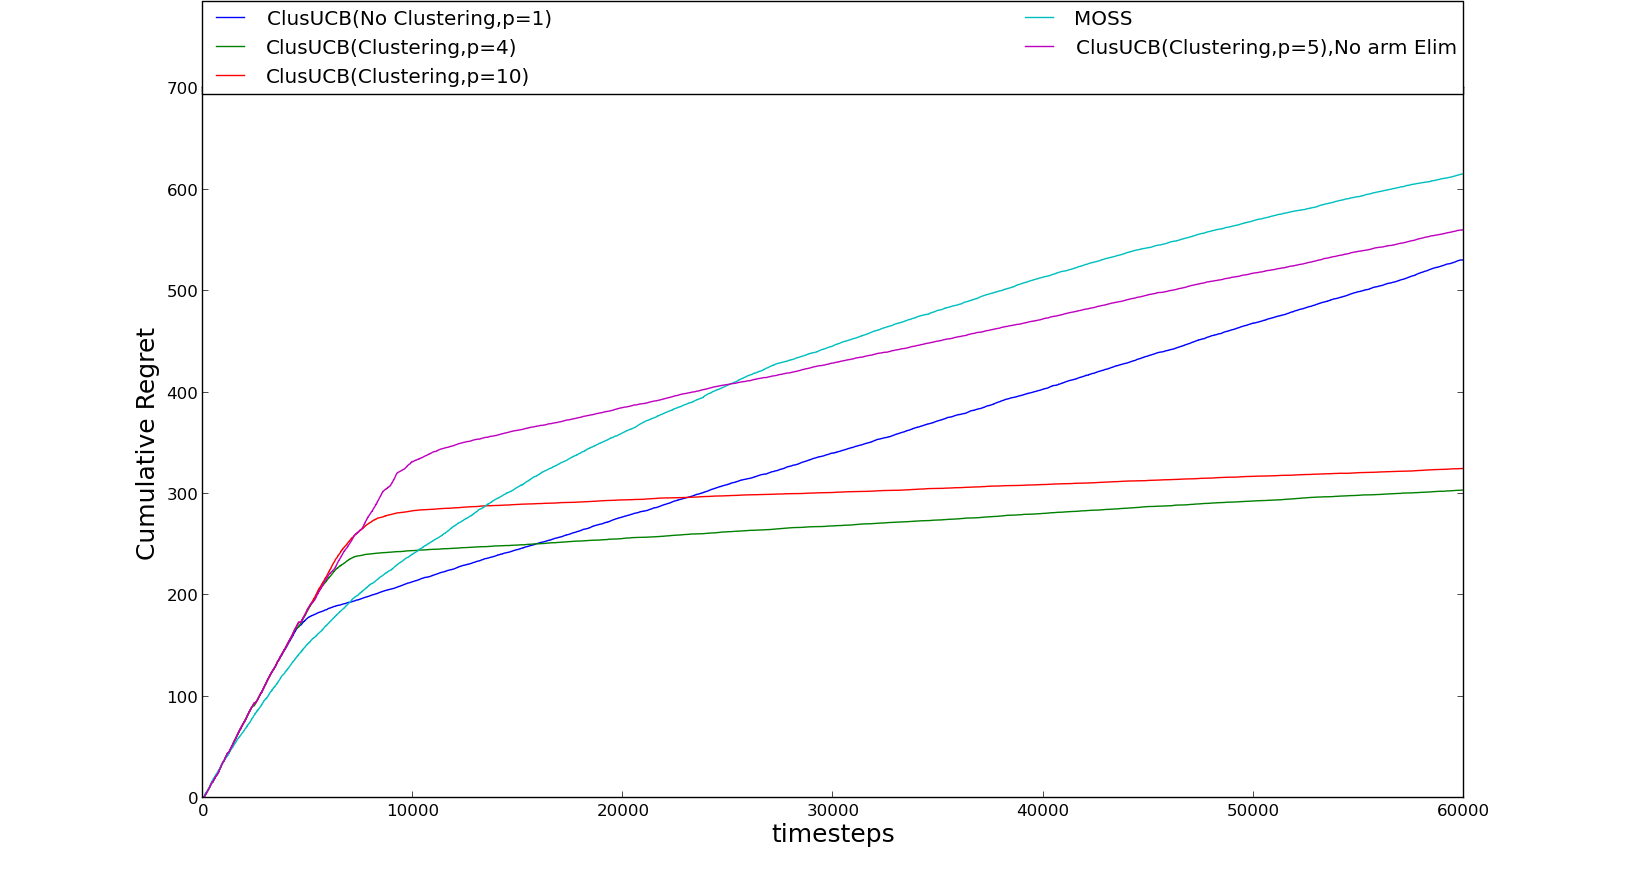 ClusUCB(No Clustering,p=1)
ClusUCB(Clustering,p=4)
ClusUCB(Clustering,p=10)
MOSS
ClusUCB(Clustering,p=5),No arm Elim
700
600
500
400
300
200
100
0
Cumulative Regret
0 10000 20000 30000 40000 50000 60000
timesteps